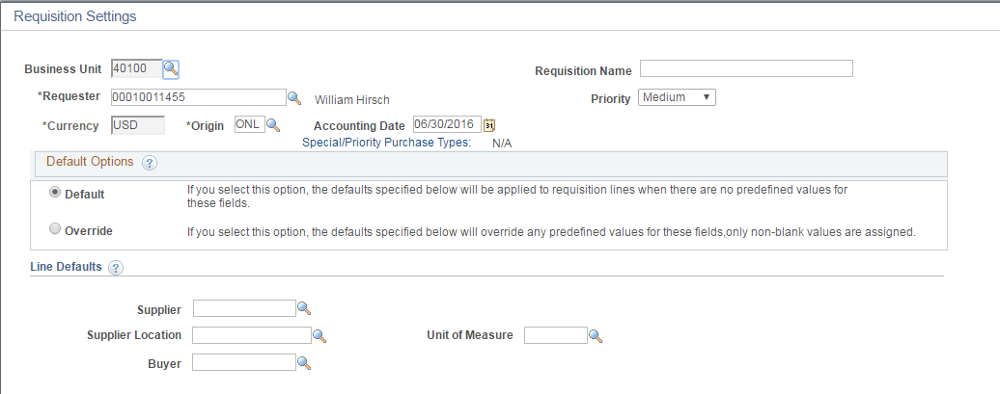 Requisition Settings
Business Unit 40100 Requisition Name
*Requester 00010011455 William Hirsch Priority Medium
*Currency USD *Origin ONL Accounting Date 06/30/2016 31
Special/Priority Purchase Types: N/A
Default Options ?
Default If you select this option, the defaults specified below will be applied to requisition lines when there are no predefined values for
these fields.
Override If you select this option, the defaults specified below will override any predefined values for these fields,only non-blank values are assigned.
Line Defaults ?
Supplier
Supplier Location Unit of Measure
Buyer